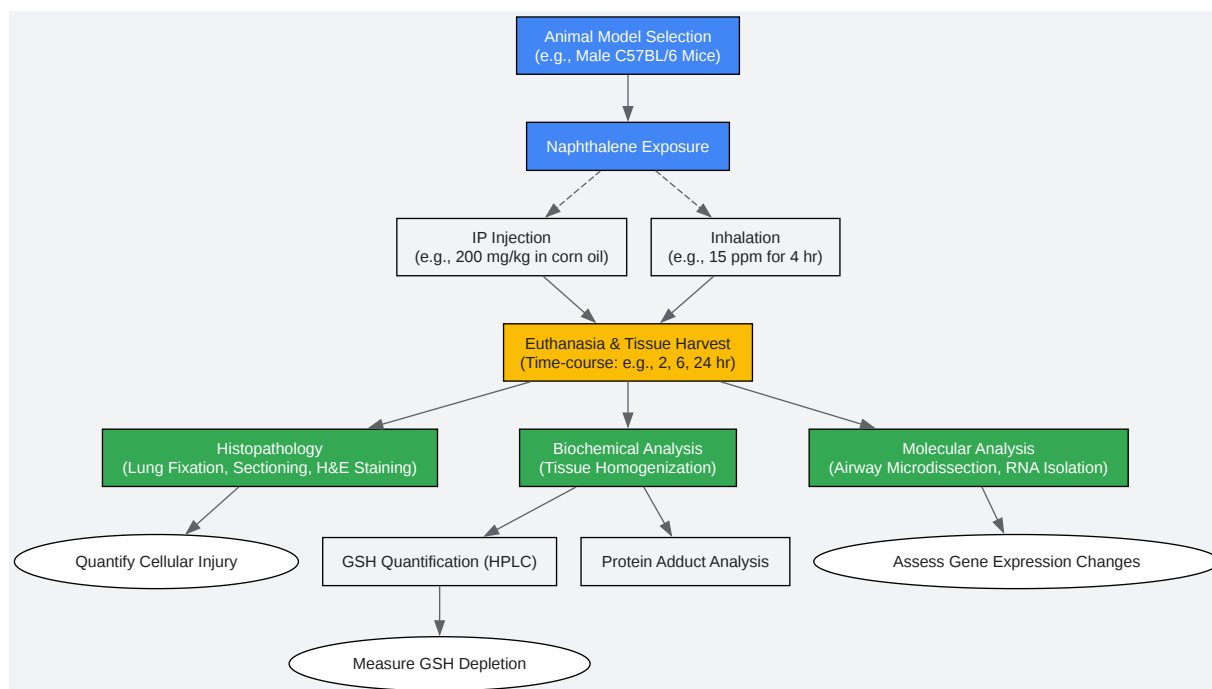 Animal Model Selection
(e.g., Male C57BL/6 Mice)
Naphthalene Exposure
IP Injection
(e.g., 200 mg/kg in corn oil)
Inhalation
(e.g., 15 ppm for 4 hr)
Euthanasia & Tissue Harvest
(Time-course: e.g., 2, 6, 24 hr)
Histopathology
(Lung Fixation, Sectioning, H&E Staining)
Biochemical Analysis
(Tissue Homogenization)
Molecular Analysis
(Airway Microdissection, RNA Isolation)
Quantify Cellular Injury
GSH Quantification (HPLC)
Protein Adduct Analysis
Assess Gene Expression Changes
Measure GSH Depletion